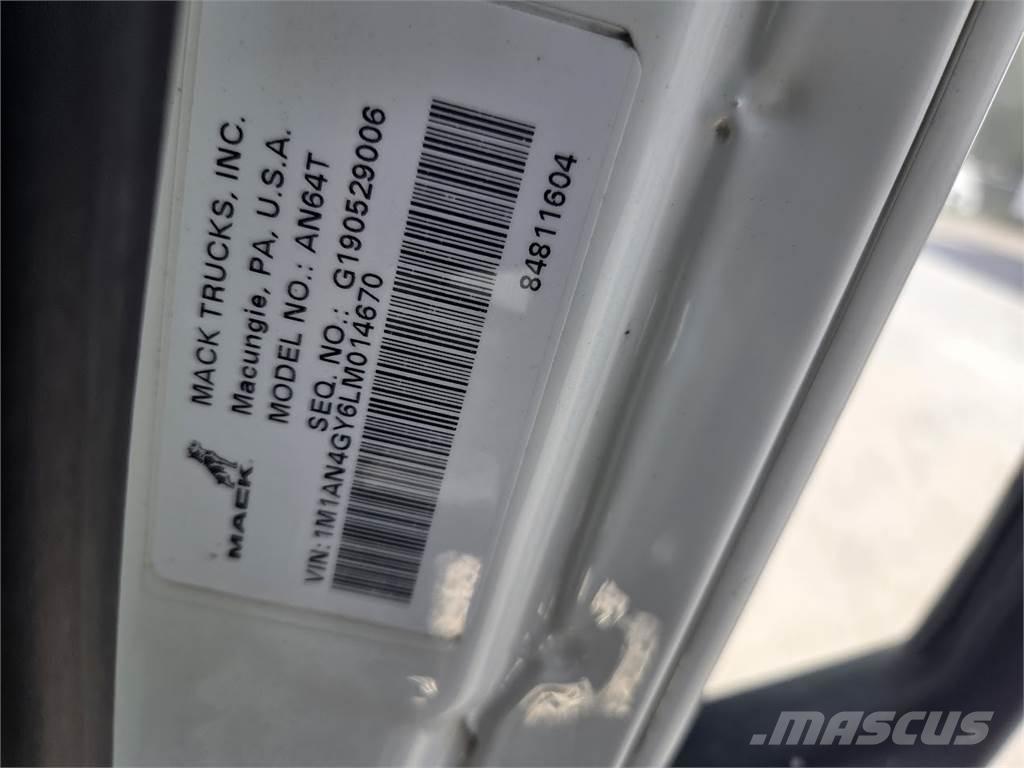 MACK TRUCKS, INC.
Macungie, PA, U.S.A.
MODEL NO.: AN64T
SEQ. NO.: G190529006
VIN: 1M1AN4GY6LM014670
84811604
MACK
MASCUS